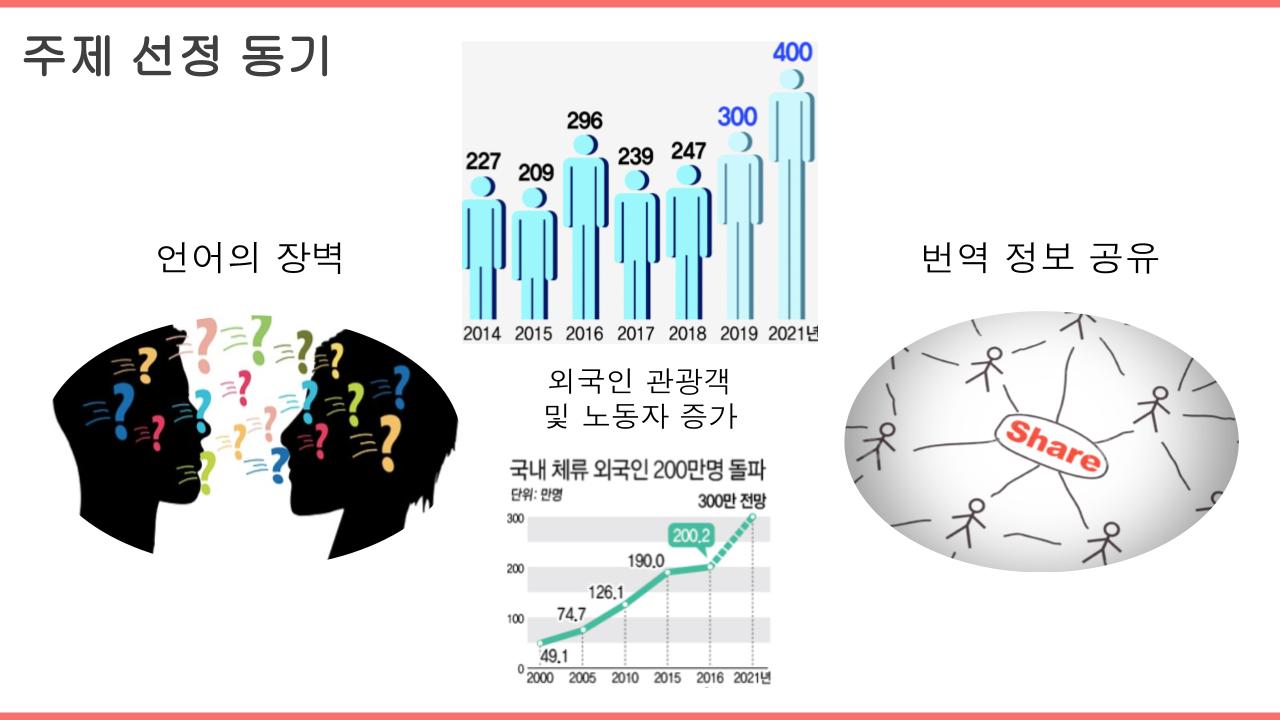 주제 선정 동기
언어의 장벽
400
300
296
247
239
227
209
2014 2015 2016 2017 2018 2019 2021년
외국인 관광객
및 노동자 증가
국내 체류 외국인 200만명 돌파
단위: 만명
300만 전망
300
200.2
190.0
200
126.1
74.7
100
49.1
0
2000 2005 2010 2015 2016 2021년
번역 정보 공유
Share
? ? ? ? ? ? ? ? ? ? ? ? ? ? ? ? ? ? ?